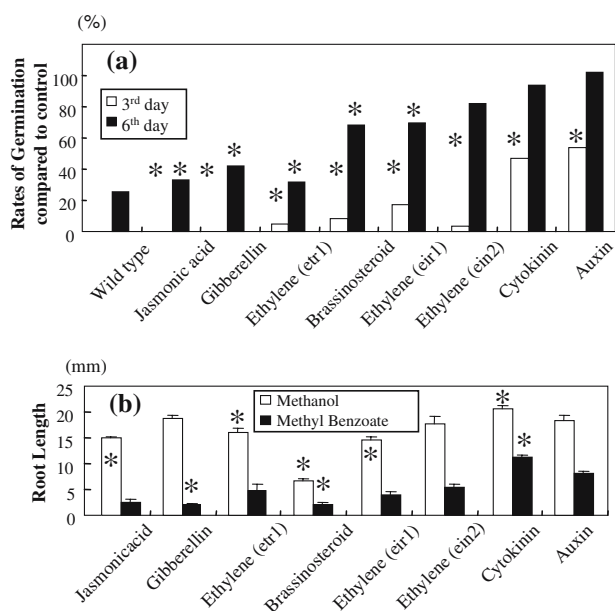 (%)
(a)
Rates of Germination
compared to control
100
80
60
40
20
0
3rd day
6th day
* * * * * * * * * * * * *
Wild type
Jasmonic acid
Gibberellin
Ethylene (etr1)
Brassinosteroid
Ethylene (eir1)
Ethylene (ein2)
Cytokinin
Auxin
(mm)
(b)
Root Length
25
20
15
10
5
0
Methanol
Methyl Benzoate
* * * * * * * *
Jasmonicacid
Gibberellin
Ethylene (etr1)
Brassinosteroid
Ethylene (etr1)
Ethylene (ein2)
Cytokinin
Auxin